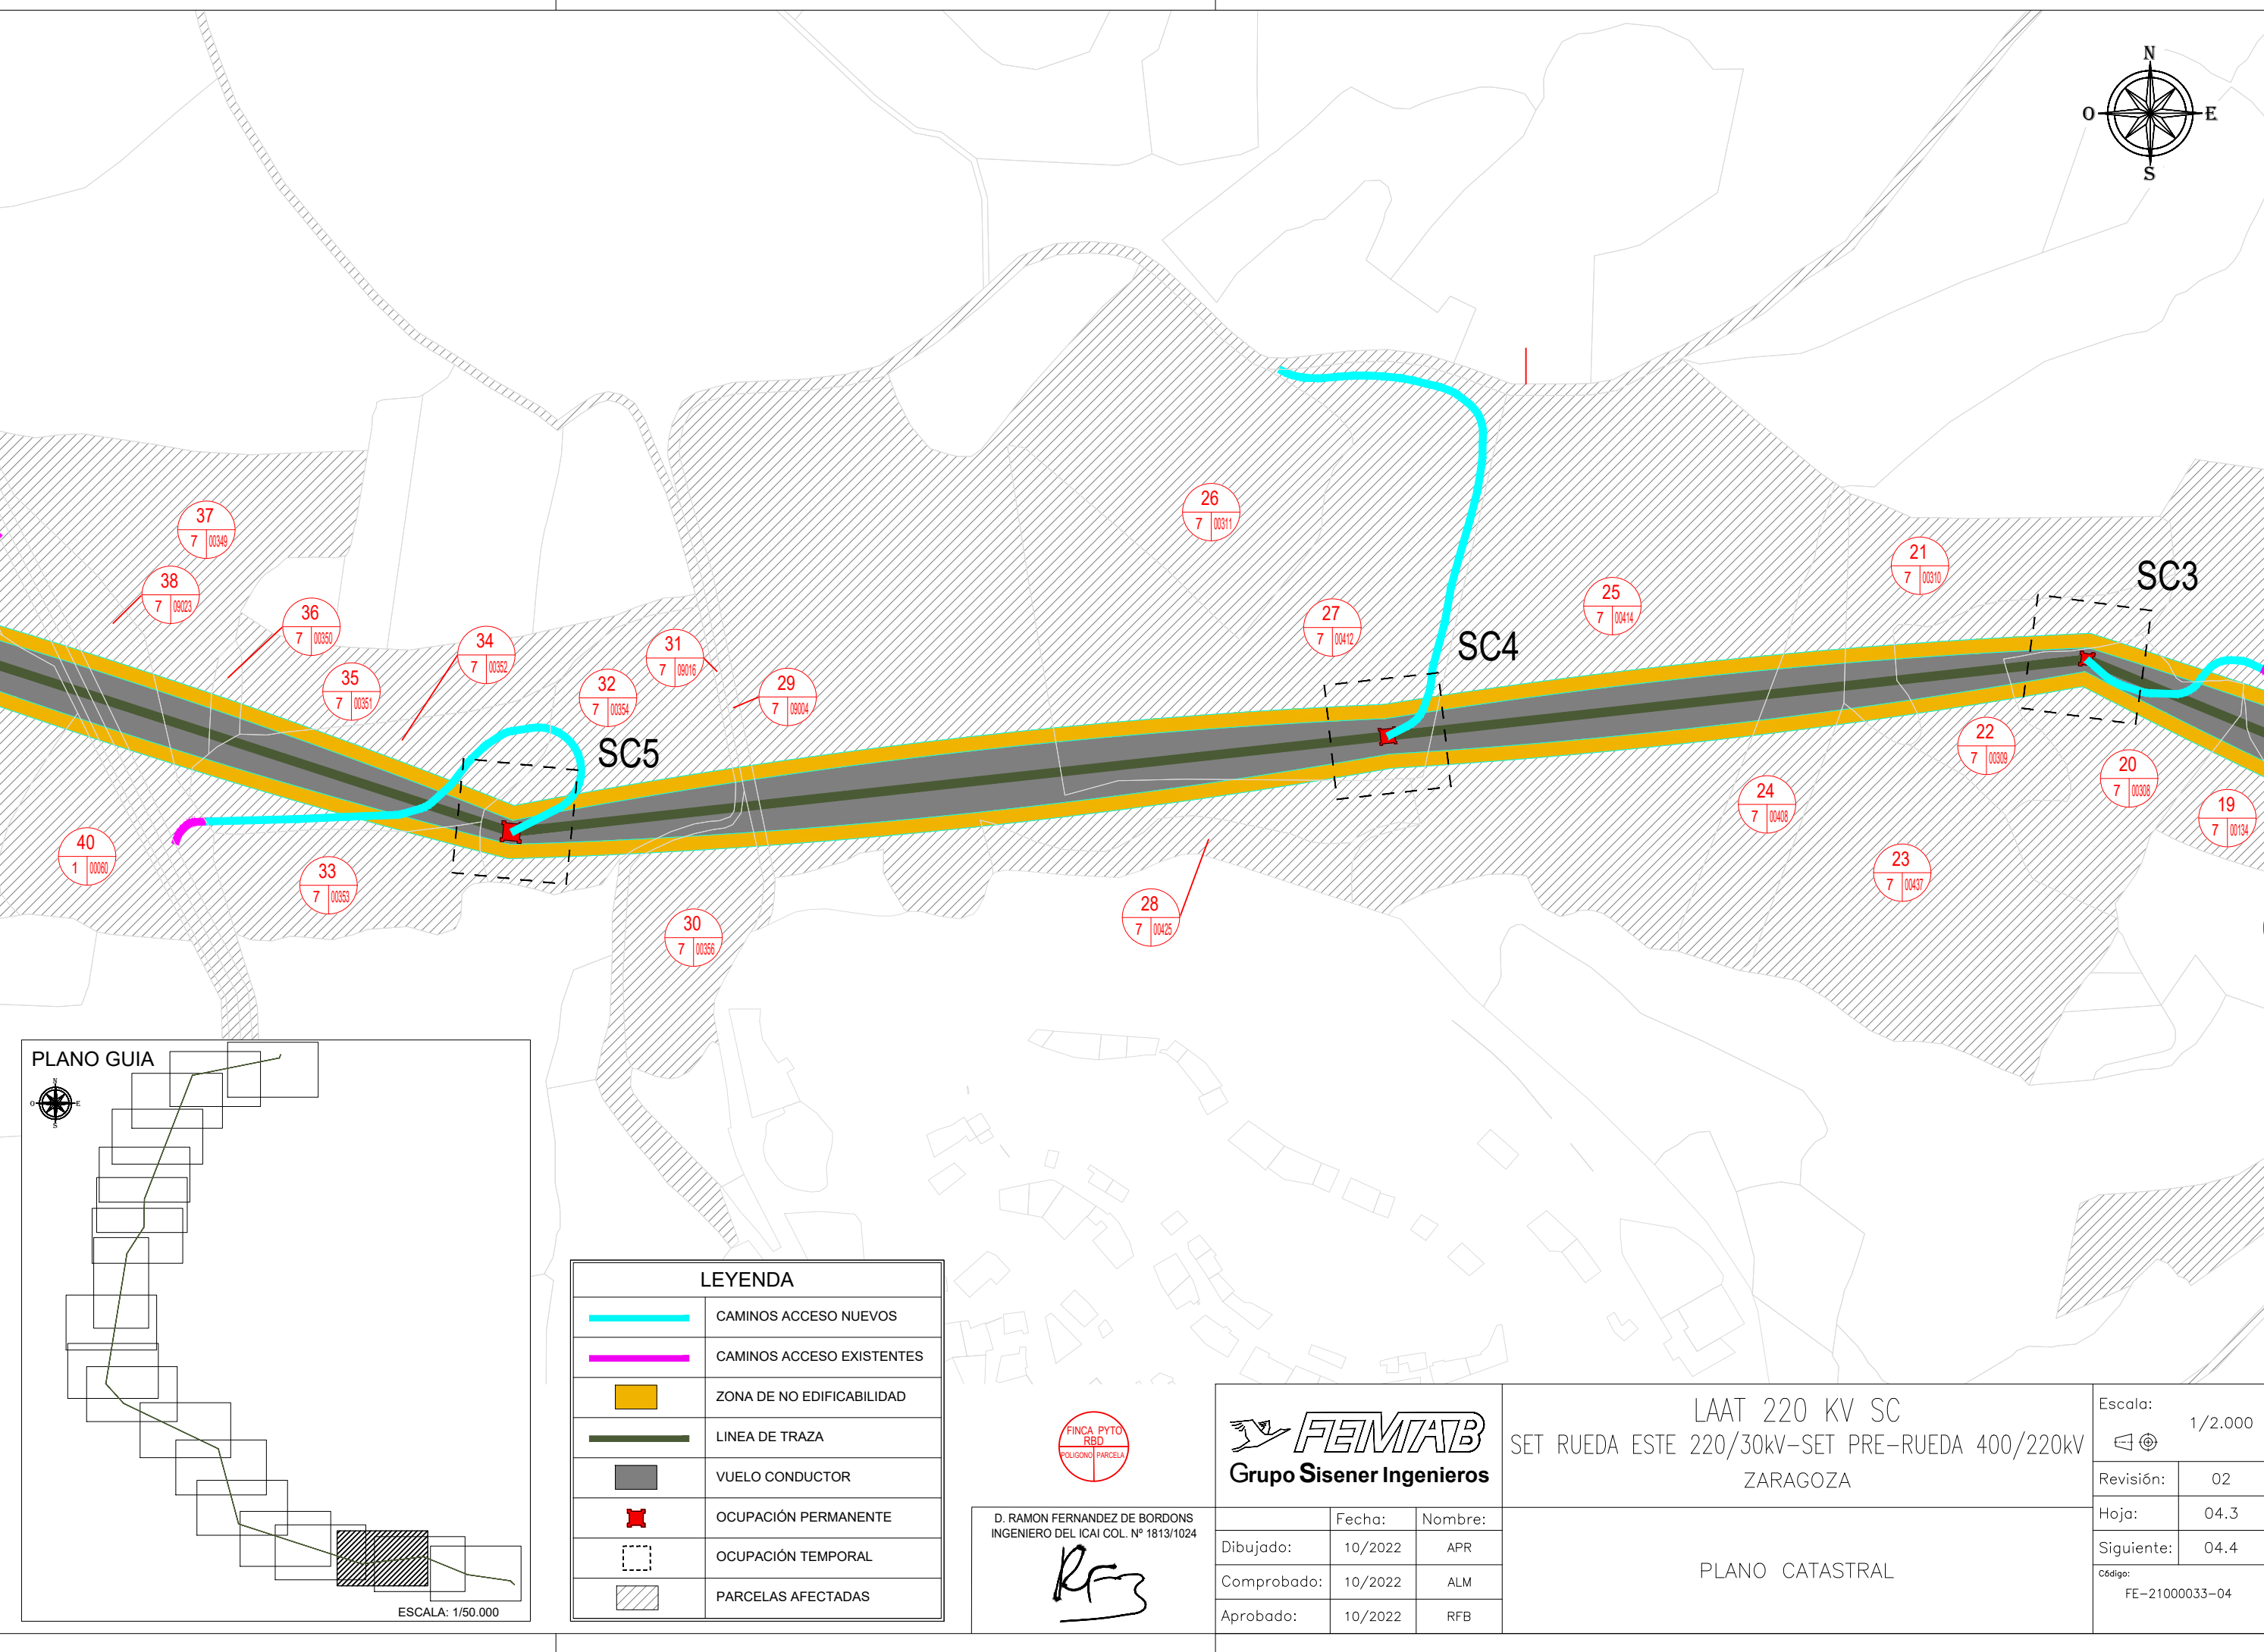 N
O
E
S
37
7 00349
38
7 09023
36
7 00350
34
7 00352
35
7 00351
32
7 00354
31
7 09016
29
7 09004
26
7 00311
27
7 00412
25
7 00414
21
7 00310
SC3
SC4
SC5
22
7 00309
20
7 00308
19
7 00134
24
7 00408
23
7 00437
40
1 00060
33
7 00353
30
7 00356
28
7 00425
PLANO GUIA
N
O
E
S
ESCALA: 1/50.000
LEYENDA
CAMINOS ACCESO NUEVOS
CAMINOS ACCESO EXISTENTES
ZONA DE NO EDIFICABILIDAD
LINEA DE TRAZA
VUELO CONDUCTOR
OCUPACIÓN PERMANENTE
OCUPACIÓN TEMPORAL
PARCELAS AFECTADAS
FINCA PYTO
RBD
POLIGONO PARCELA
D. RAMON FERNANDEZ DE BORDONS
INGENIERO DEL ICAI COL. Nº 1813/1024
FEMAB
Grupo Sisener Ingenieros
Fecha: Nombre:
Dibujado: 10/2022 APR
Comprobado: 10/2022 ALM
Aprobado: 10/2022 RFB
LAAT 220 KV SC
SET RUEDA ESTE 220/30kV-SET PRE-RUEDA 400/220kV
ZARAGOZA
PLANO CATASTRAL
Escala:
1/2.000
Revisión: 02
Hoja: 04.3
Siguiente: 04.4
Código:
FE-21000033-04